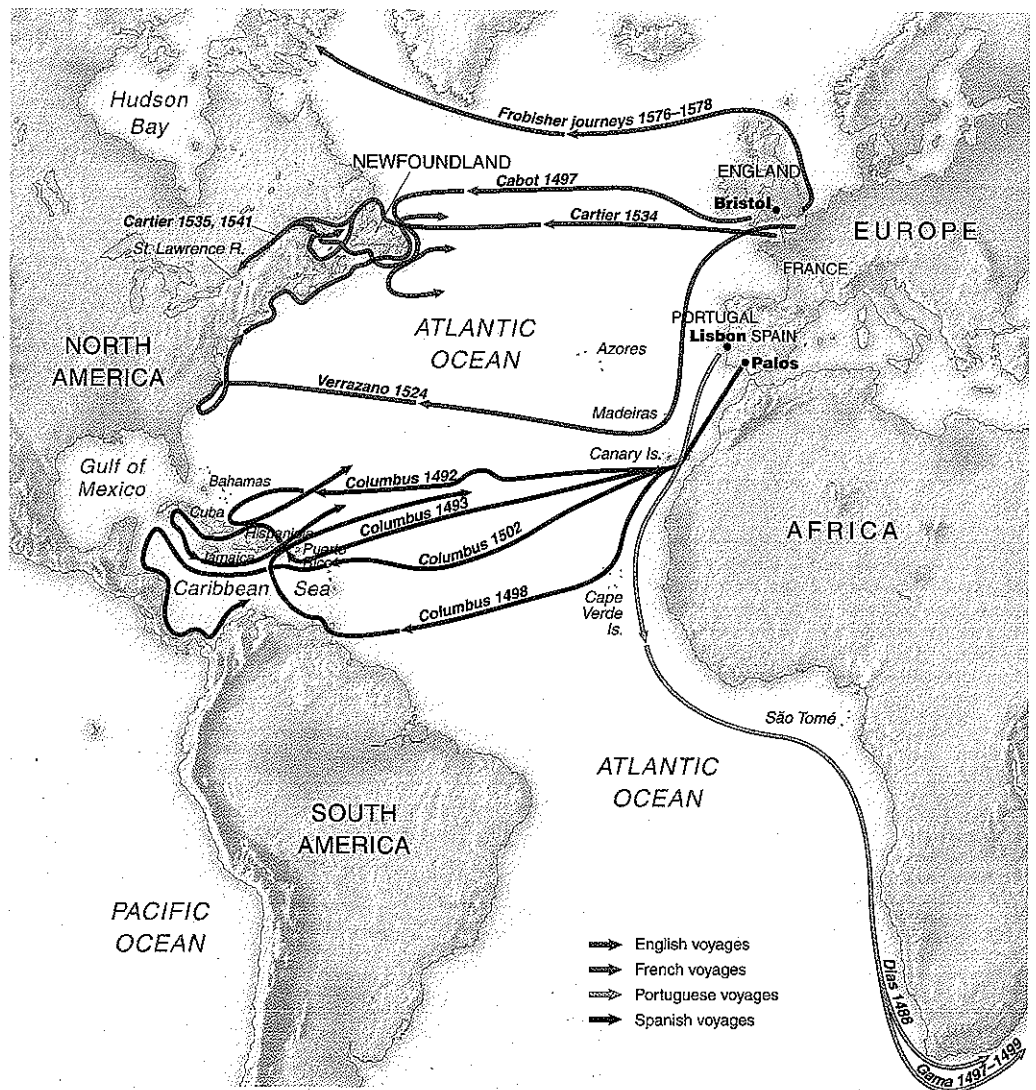 Hudson
Bay
Frobisher journeys 1576–1578
NEWFOUNDLAND
ENGLAND
Cabot 1497
Bristol
Cartier 1534
Cartier 1535, 1541
St. Lawrence R.
EUROPE
FRANCE
PORTUGAL
Lisbon
SPAIN
Palos
ATLANTIC
OCEAN
Azores
NORTH
AMERICA
Verrazano 1524
Madeiras
Canary Is.
Gulf of
Mexico
Bahamas
Columbus 1492
Cuba
Columbus 1493
Hispaniola
AFRICA
Jamaica
Puerto
Rico
Columbus 1502
Caribbean Sea
Columbus 1498
Cape
Verde
Is.
São Tomé
ATLANTIC
OCEAN
SOUTH
AMERICA
PACIFIC
OCEAN
English voyages
French voyages
Portuguese voyages
Spanish voyages
Dias 1488
Gama 1497–1499